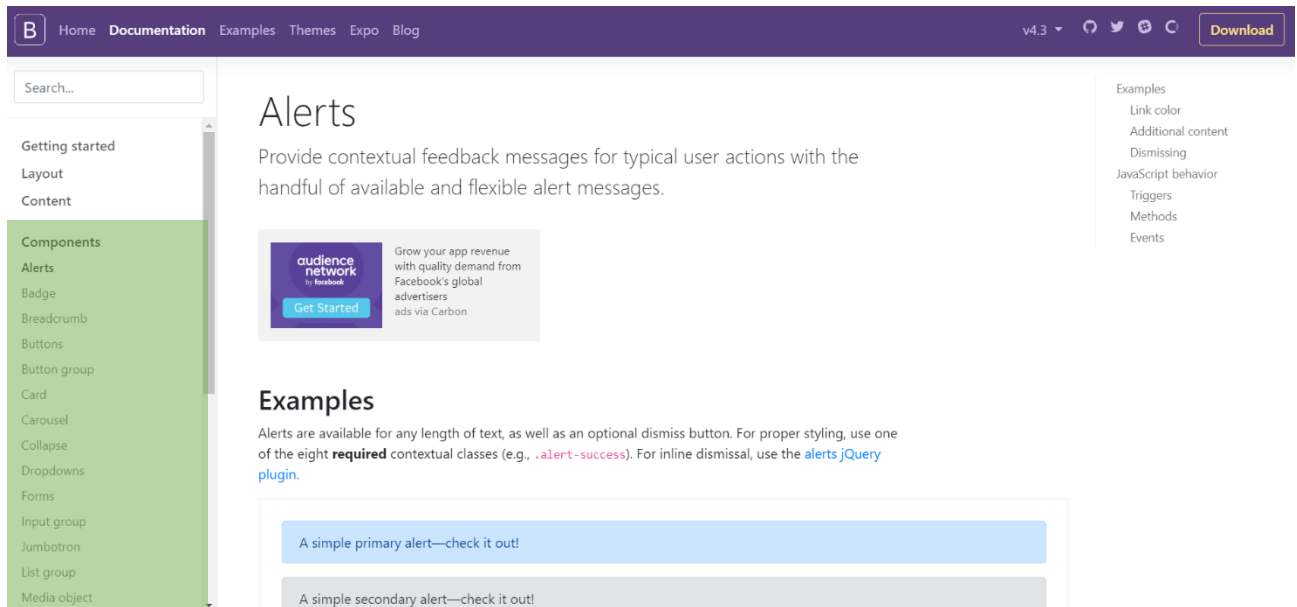 B Home Documentation Examples Themes Expo Blog v4.3 Download
Search...
Getting started
Layout
Content
Components
Alerts
Badge
Breadcrumb
Buttons
Button group
Card
Carousel
Collapse
Dropdowns
Forms
Input group
Jumbotron
List group
Media object
Alerts
Provide contextual feedback messages for typical user actions with the
handful of available and flexible alert messages.
audience
network
by facebook
Get Started
Grow your app revenue
with quality demand from
Facebook's global
advertisers
ads via Carbon
Examples
Alerts are available for any length of text, as well as an optional dismiss button. For proper styling, use one
of the eight required contextual classes (e.g., .alert-success). For inline dismissal, use the alerts jQuery
plugin.
A simple primary alert—check it out!
A simple secondary alert—check it out!
Examples
Link color
Additional content
Dismissing
JavaScript behavior
Triggers
Methods
Events